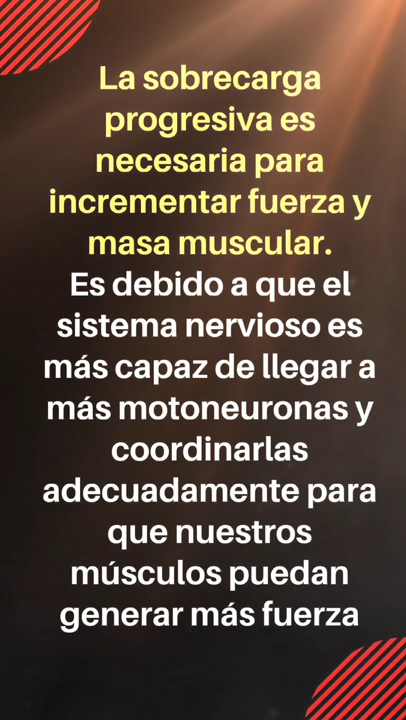 La sobrecarga
progresiva es
necesaria para
incrementar fuerza y
masa muscular.
Es debido a que el
sistema nervioso es
más capaz de llegar a
más motoneuronas y
coordinarlas
adecuadamente para
que nuestros
músculos puedan
generar más fuerza